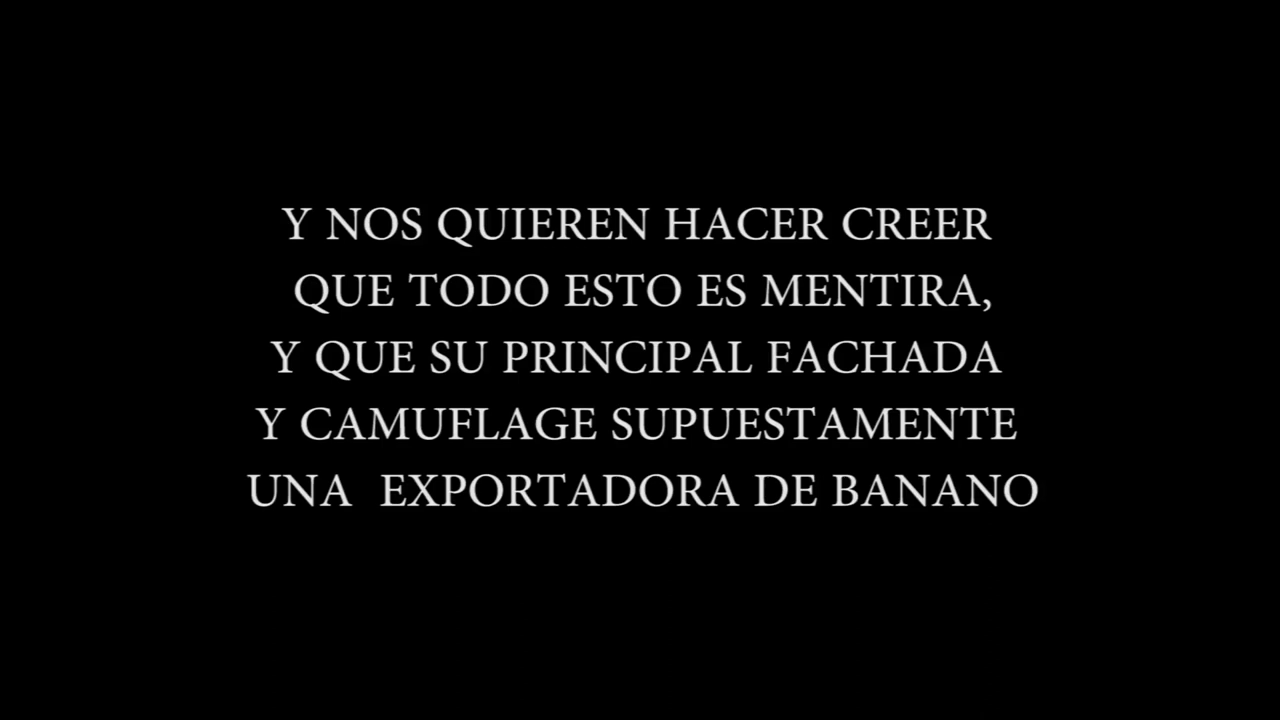 Y NOS QUIEREN HACER CREER
QUE TODO ESTO ES MENTIRA,
Y QUE SU PRINCIPAL FACHADA
Y CAMUFLAGE SUPUESTAMENTE
UNA  EXPORTADORA DE BANANO